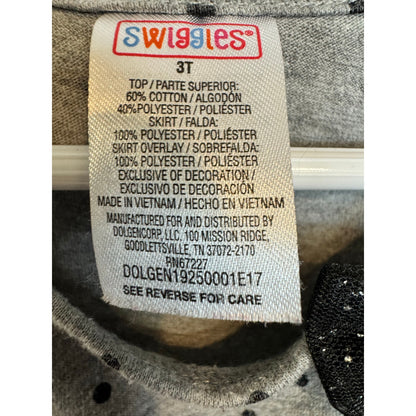 Swiggles®
3T
TOP / PARTE SUPERIOR:
60% COTTON / ALGODÓN
40% POLYESTER / POLIÉSTER
SKIRT / FALDA:
100% POLYESTER / POLIÉSTER
SKIRT OVERLAY / SOBREFALDA:
100% POLYESTER / POLIÉSTER
EXCLUSIVE OF DECORATION /
EXCLUSIVO DE DECORACIÓN
MADE IN VIETNAM / HECHO EN VIETNAM
MANUFACTURED FOR AND DISTRIBUTED BY
DOLGENCORP, LLC. 100 MISSION RIDGE,
GOODLETTSVILLE, TN 37072-2170
RN67227
DOLGEN19250001E17
SEE REVERSE FOR CARE